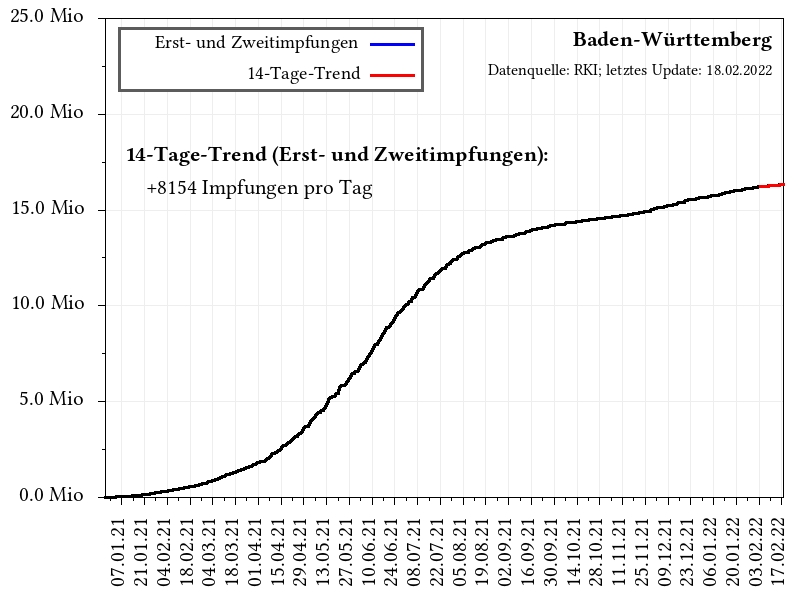 25.0 Mio
20.0 Mio
15.0 Mio
10.0 Mio
5.0 Mio
0.0 Mio
Erst- und Zweitimpfungen
14-Tage-Trend
Baden-Württemberg
Datenquelle: RKI; letztes Update: 18.02.2022
14-Tage-Trend (Erst- und Zweitimpfungen):
+8154 Impfungen pro Tag
07.01.21
21.01.21
04.02.21
18.02.21
04.03.21
18.03.21
01.04.21
15.04.21
29.04.21
13.05.21
27.05.21
10.06.21
24.06.21
08.07.21
22.07.21
05.08.21
19.08.21
02.09.21
16.09.21
30.09.21
14.10.21
28.10.21
11.11.21
25.11.21
09.12.21
23.12.21
06.01.22
20.01.22
03.02.22
17.02.22